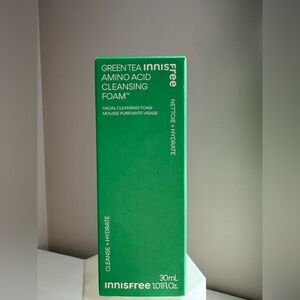 GREEN TEA INNISFree
AMINO ACID
CLEANSING
FOAM™
FACIAL CLEANSING FOAM
MOUSSE PURIFIANTE VISAGE
NETTOIE + HYDRATE
CLEANSE + HYDRATE
30mL
INNISFree 1.01Fl.Oz.